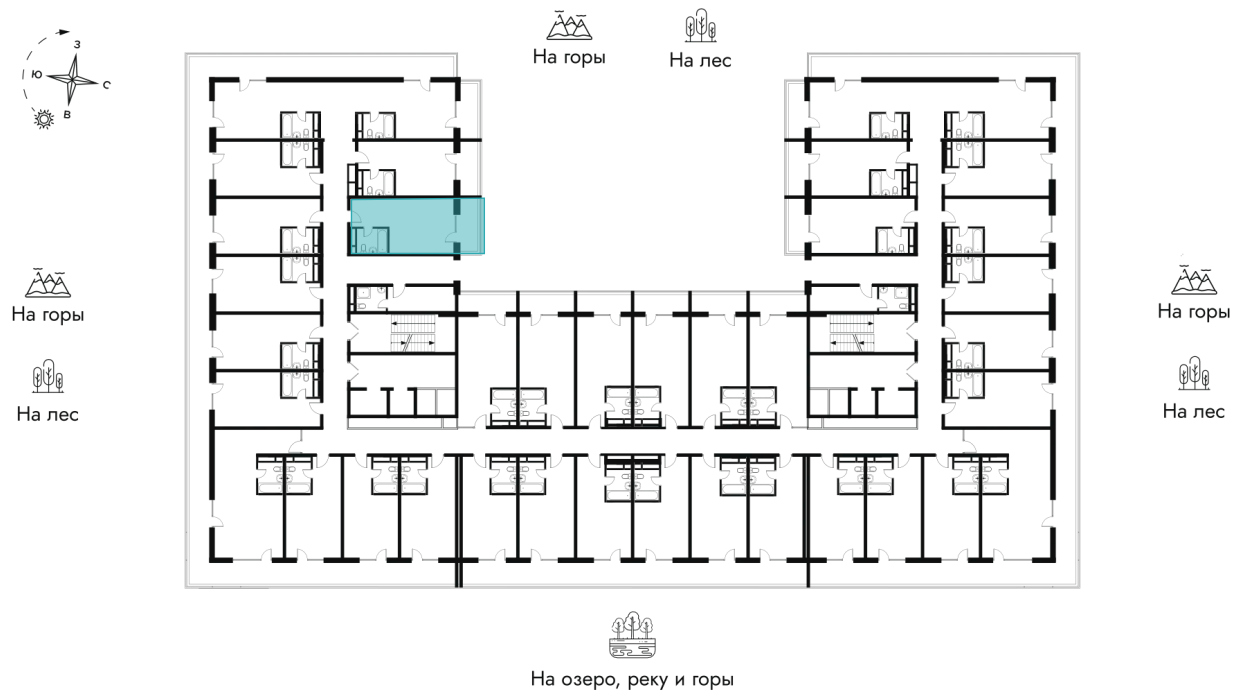 На горы
На лес
З
Ю
С
В
На горы
На лес
На горы
На лес
На озеро, реку и горы